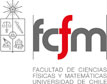 fcfm
FACULTAD DE CIENCIAS
FÍSICAS Y MATEMÁTICAS
UNIVERSIDAD DE CHILE